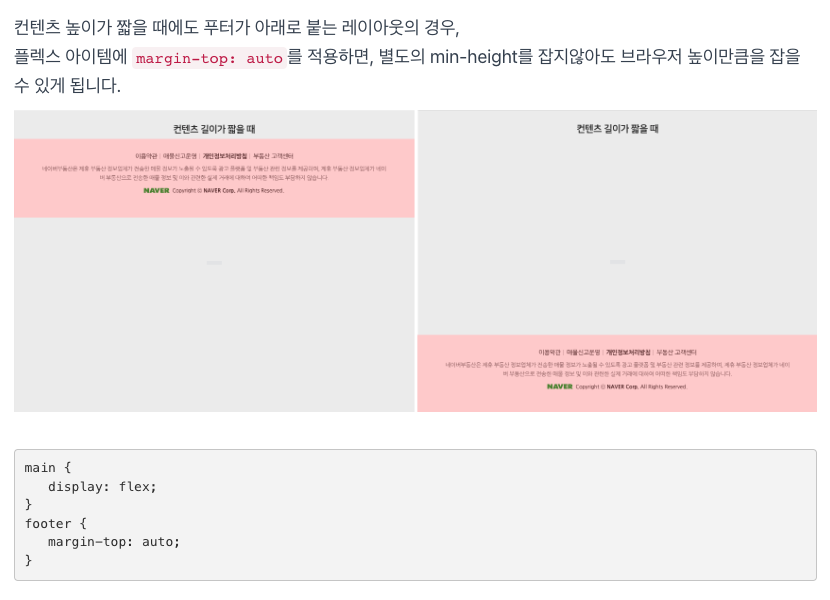 컨텐츠 높이가 짧을 때에도 푸터가 아래로 붙는 레이아웃의 경우,
플렉스 아이템에 margin-top: auto를 적용하면, 별도의 min-height를 잡지않아도 브라우저 높이만큼을 잡을
수 있게 됩니다.
컨텐츠 길이가 짧을 때
이용약관 | 매물신고운영 | 개인정보처리방침 | 부동산 고객센터
NAVER Copyright © NAVER Corp. All Rights Reserved.
컨텐츠 길이가 짧을 때
이용약관 | 매물신고운영 | 개인정보처리방침 | 부동산 고객센터
NAVER Copyright © NAVER Corp. All Rights Reserved.
main {
   display: flex;
}
footer {
   margin-top: auto;
}